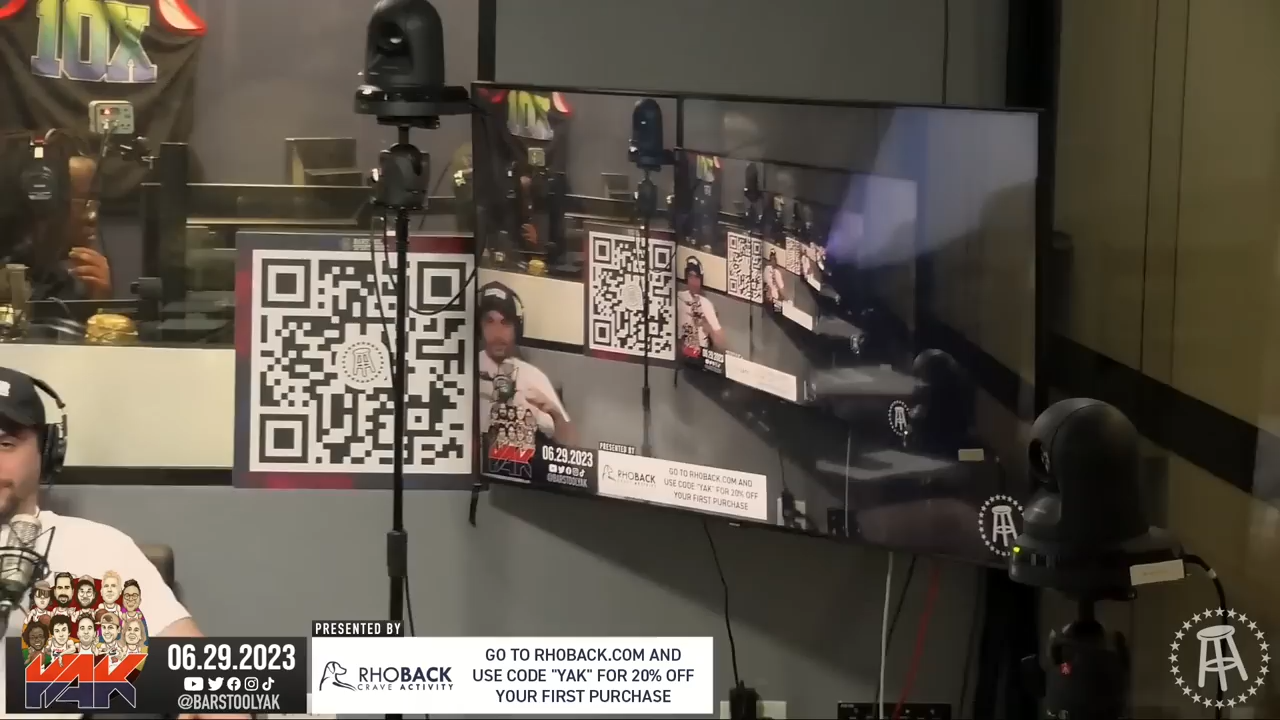 10X
06.29.2023
@BARSTOOLYAK
PRESENTED BY
RHOBACK
GO TO RHOBACK.COM AND
USE CODE "YAK" FOR 20% OFF
YOUR FIRST PURCHASE
YAK
06.29.2023
@BARSTOOLYAK
PRESENTED BY
RHOBACK
CRAVE ACTIVITY
GO TO RHOBACK.COM AND
USE CODE "YAK" FOR 20% OFF
YOUR FIRST PURCHASE